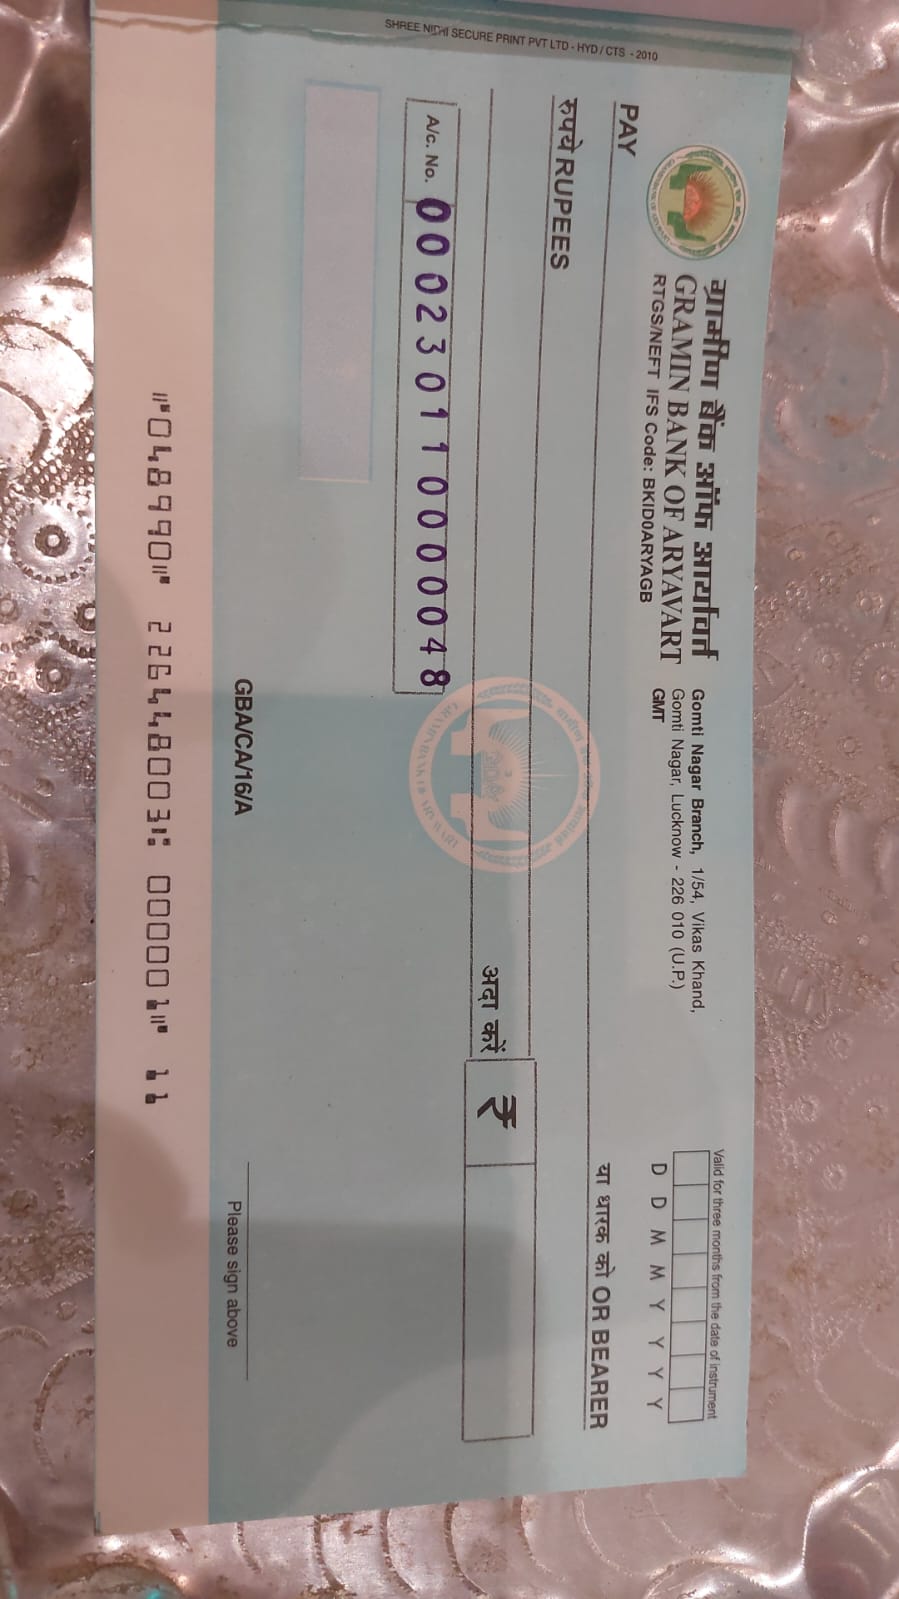 SHREE NIDHI SECURE PRINT PVT LTD - HYD / CTS - 2010
Valid for three months from the date of instrument
ग्रामीण बैंक ऑफ आर्यावर्त
GRAMIN BANK OF ARYAVART
RTGS/NEFT IFS Code: BKID0ARYAGB
Gomti Nagar Branch, 1/54, Vikas Khand,
Gomti Nagar, Lucknow - 226 010 (U.P.)
GMT
D D M M Y Y Y Y
PAY
या धारक को OR BEARER
रुपये RUPEES
अदा करें ₹
A/c. No. 000230110000048
GBA/CA/16/A
Please sign above
⑈048990⑈ 226448003⑆ 000001⑈ 11